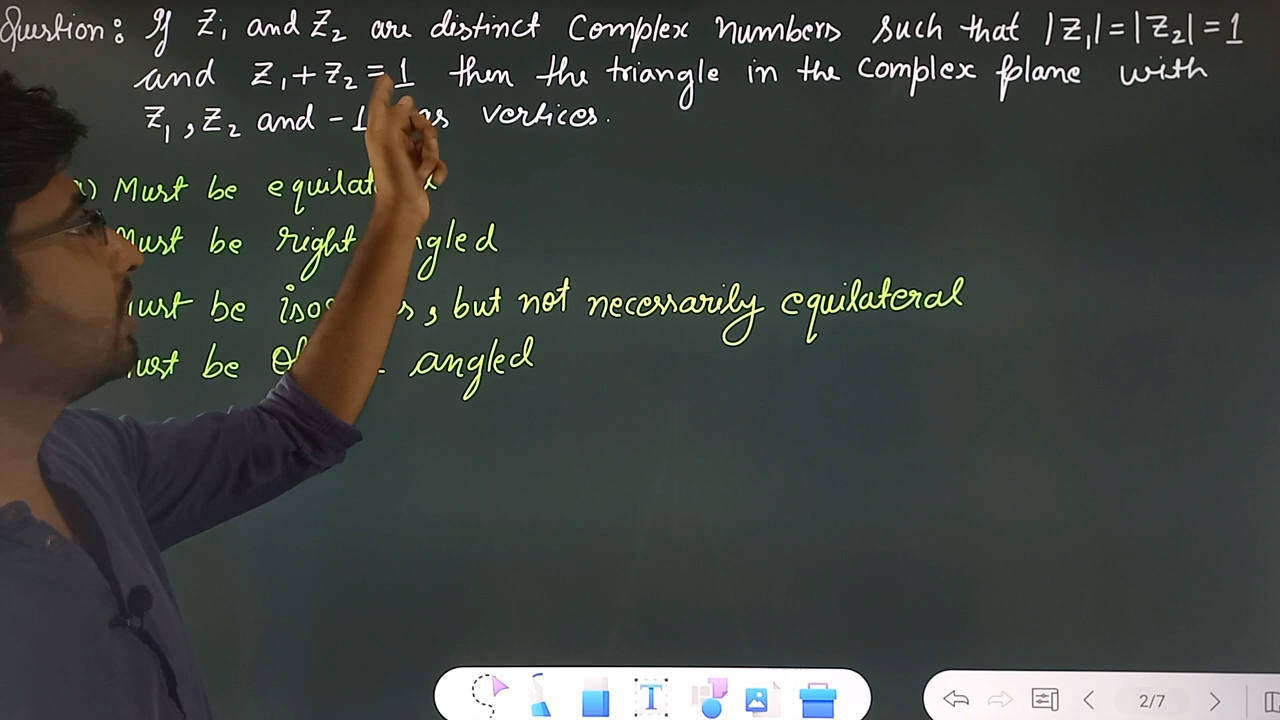 Question: If Z₁ and Z₂ are distinct Complex numbers such that |Z₁|=|Z₂|=1
and Z₁+Z₂=1 then the triangle in the Complex plane with
Z₁, Z₂ and -1 as vertices.
Must be
Must be right
must be but not necessarily equilateral
must be angled
T
2/7